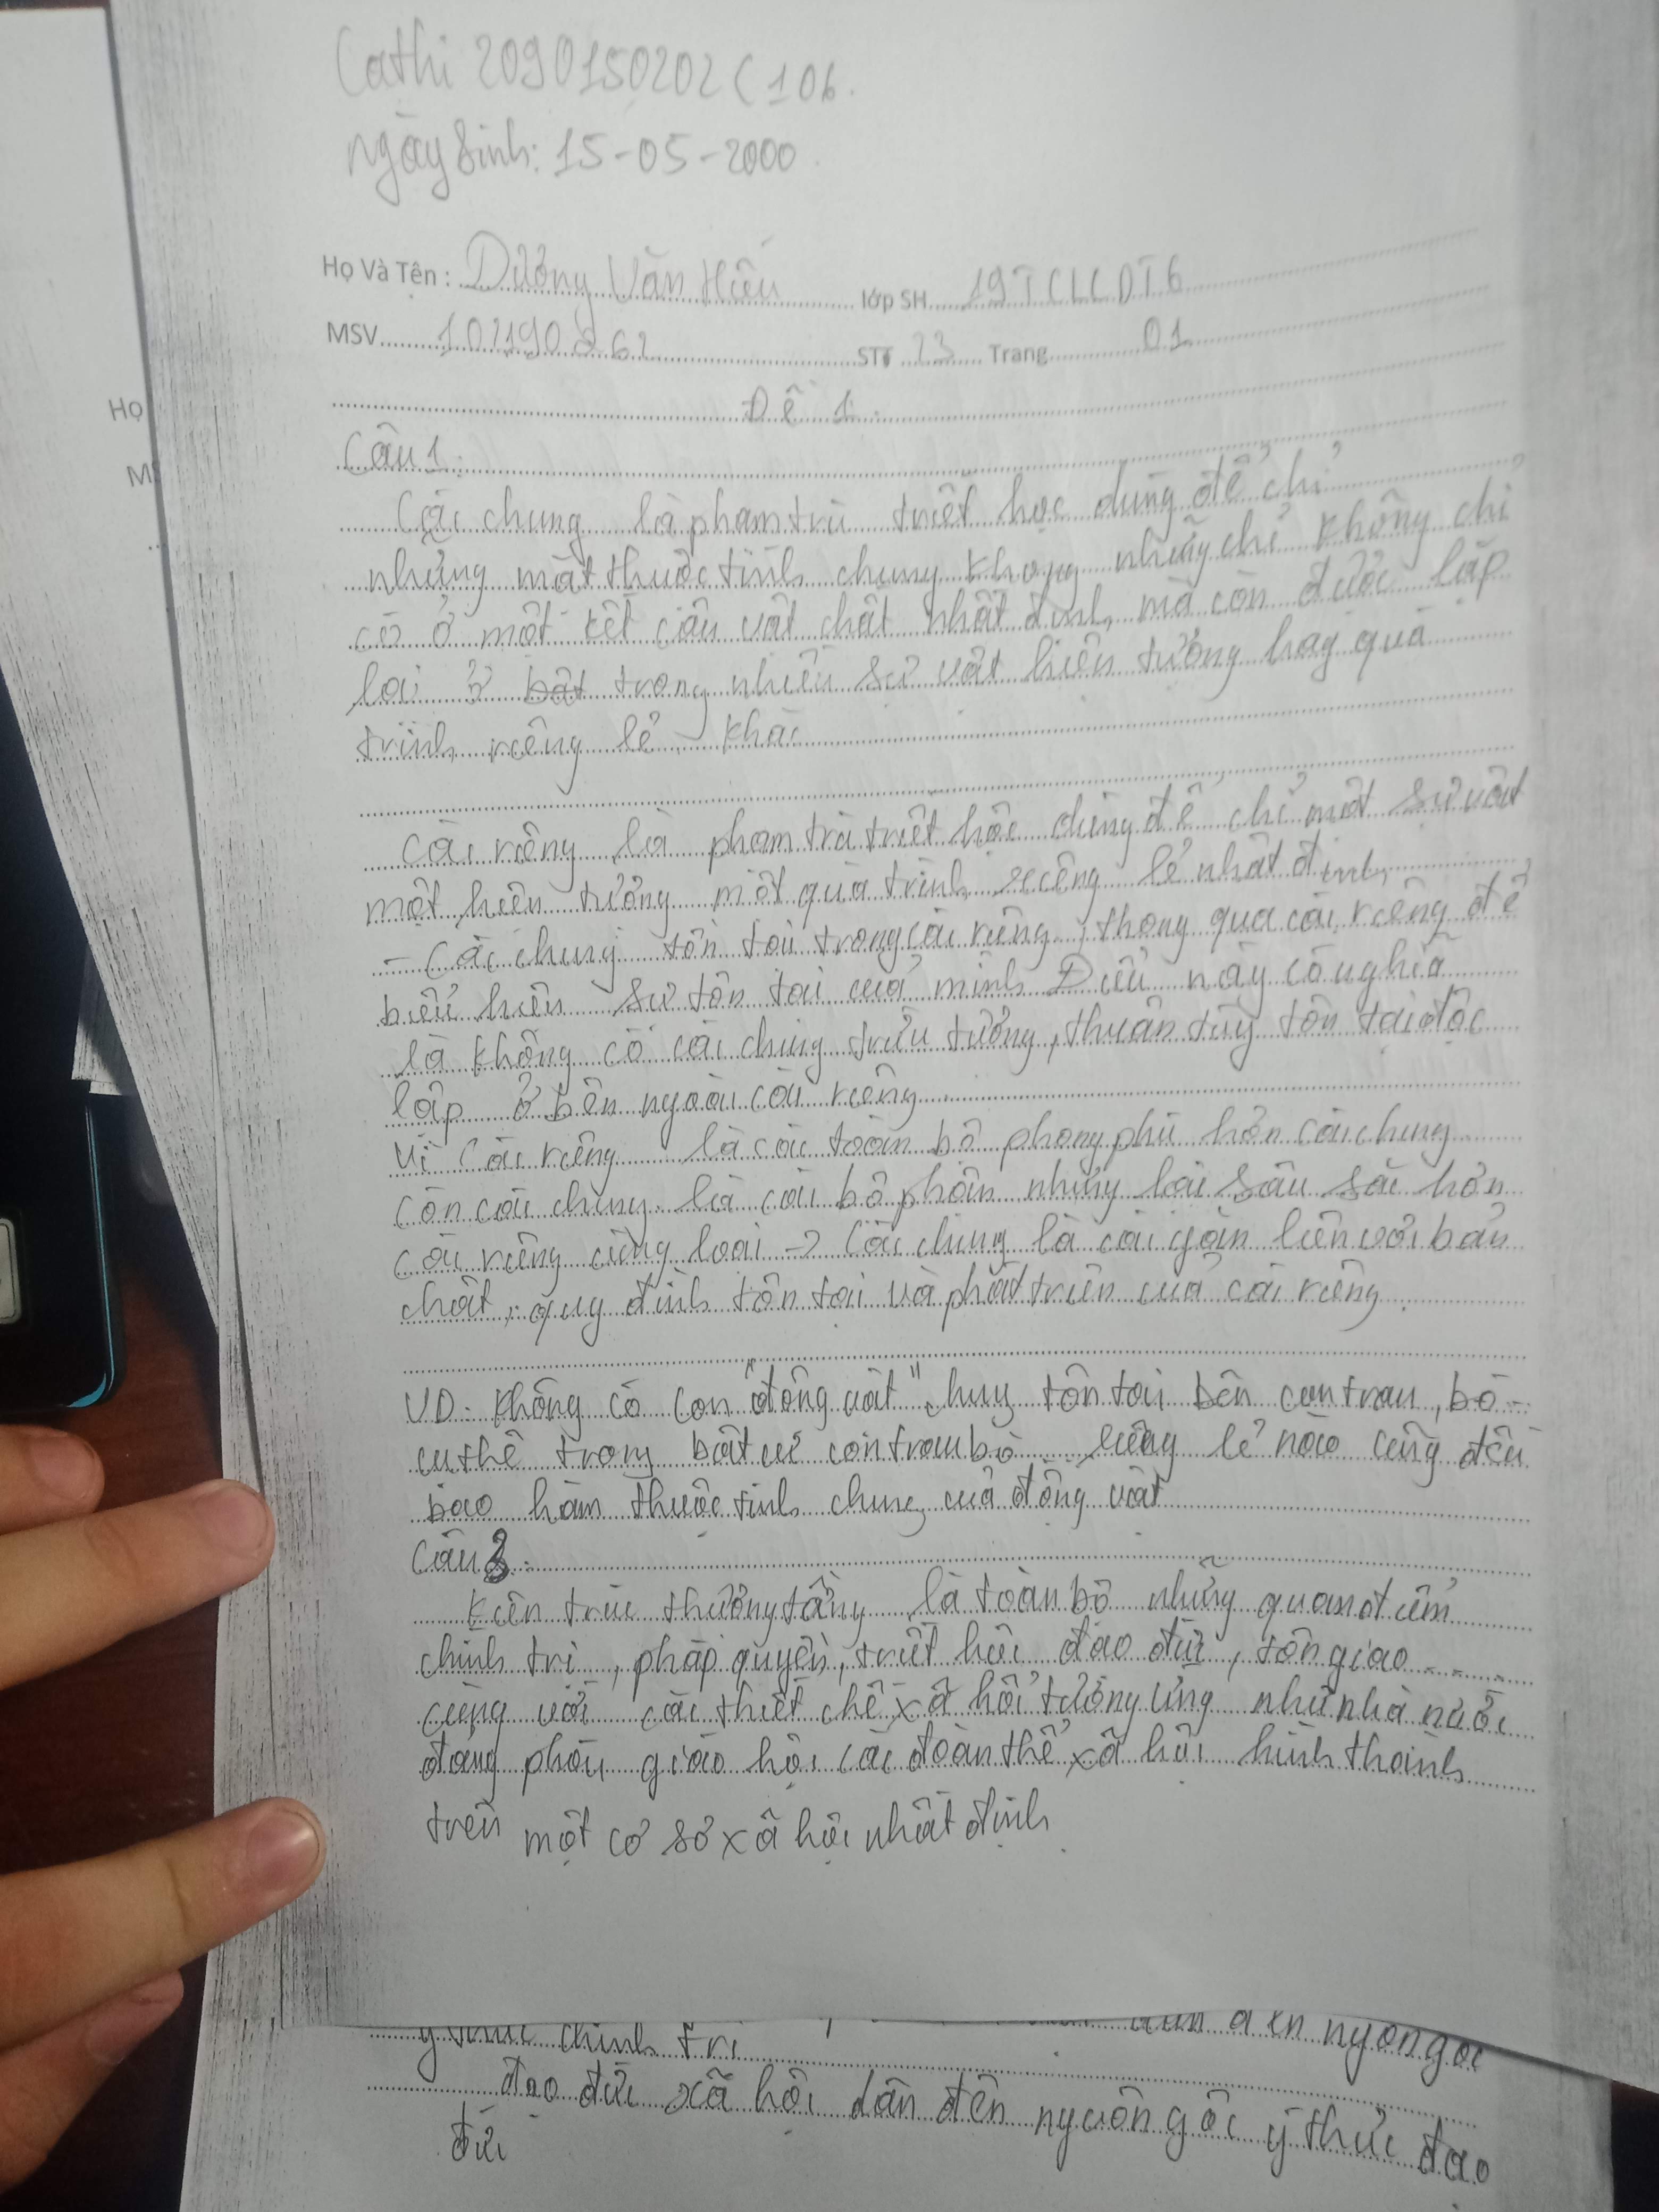 Cathi 2090150202 (106.
Ngày sinh: 15-05-2000.
Họ Và Tên : Dương Văn Hiếu lớp SH 19TCLCDT6
MSV 102190262 STT 23 Trang 01
Họ
Đề 1.
Câu 1:
MS
Cái chung là phạm trù triết học dùng để chỉ
những mặt thuộc tính chung không những chỉ không chỉ
có ở một kết cấu vật chất nhất định, mà còn được lặp
lại ở bất trong nhiều sự vật hiện tượng hay quá
trình riêng lẻ khác
Cái riêng là phạm trù triết học dùng để chỉ một sự vật
một hiện tượng một quá trình riêng lẻ nhất định
- Cái chung tồn tại trong cái riêng, thông qua cái riêng để
biểu hiện sự tồn tại của mình Điều này có nghĩa
là không có cái chung trừu tượng, thuần túy tồn tại độc
lập ở bên ngoài cái riêng
Vì Cái riêng là cái toàn bộ phong phú hơn cái chung
còn cái chung là cái bộ phận nhưng lại sâu sắc hơn
cái riêng cùng loại -> Cái chung là cái gắn liền với bản
chất, quy định tồn tại và phát triển của cái riêng.
VD: Không có con "động vật" chung tồn tại bên con trâu, bò...
cụ thể trong bất cứ con trâu bò riêng lẻ nào cũng đều
bao hàm thuộc tính chung của động vật
Câu 3:
Kiến trúc thượng tầng là toàn bộ những quan điểm
chính trị, pháp quyền, triết học đạo đức, tôn giáo ....
cùng với các thiết chế xã hội tương ứng như nhà nước
đảng phái giáo hội các đoàn thể xã hội hình thành
trên một cơ sở xã hội nhất định.
ý thức chính trị đến nguồn gốc
đạo đức xã hội dẫn đến nguồn gốc ý thức đạo
đức